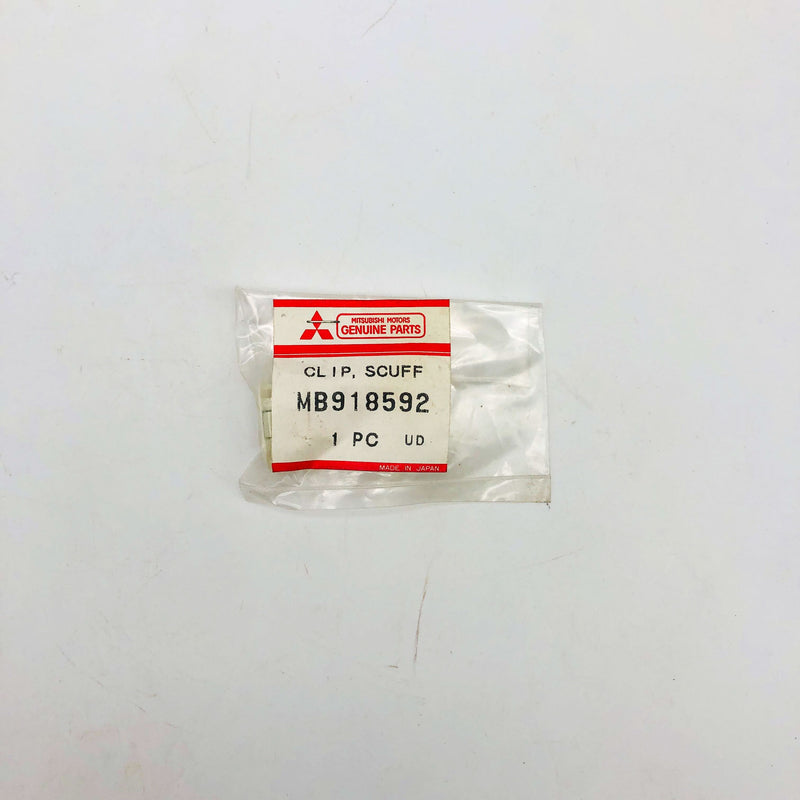 MITSUBISHI MOTORS
GENUINE PARTS
CLIP, SCUFF
MB918592
1 PC UD
MADE IN JAPAN